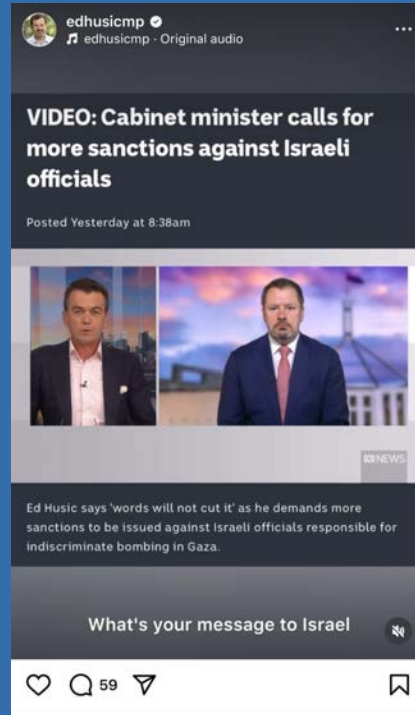 edhusicmp
edhusicmp · Original audio
VIDEO: Cabinet minister calls for
more sanctions against Israeli
officials
Posted Yesterday at 8:38am
NEWS
Ed Husic says 'words will not cut it' as he demands more
sanctions to be issued against Israeli officials responsible for
indiscriminate bombing in Gaza.
What's your message to Israel
59